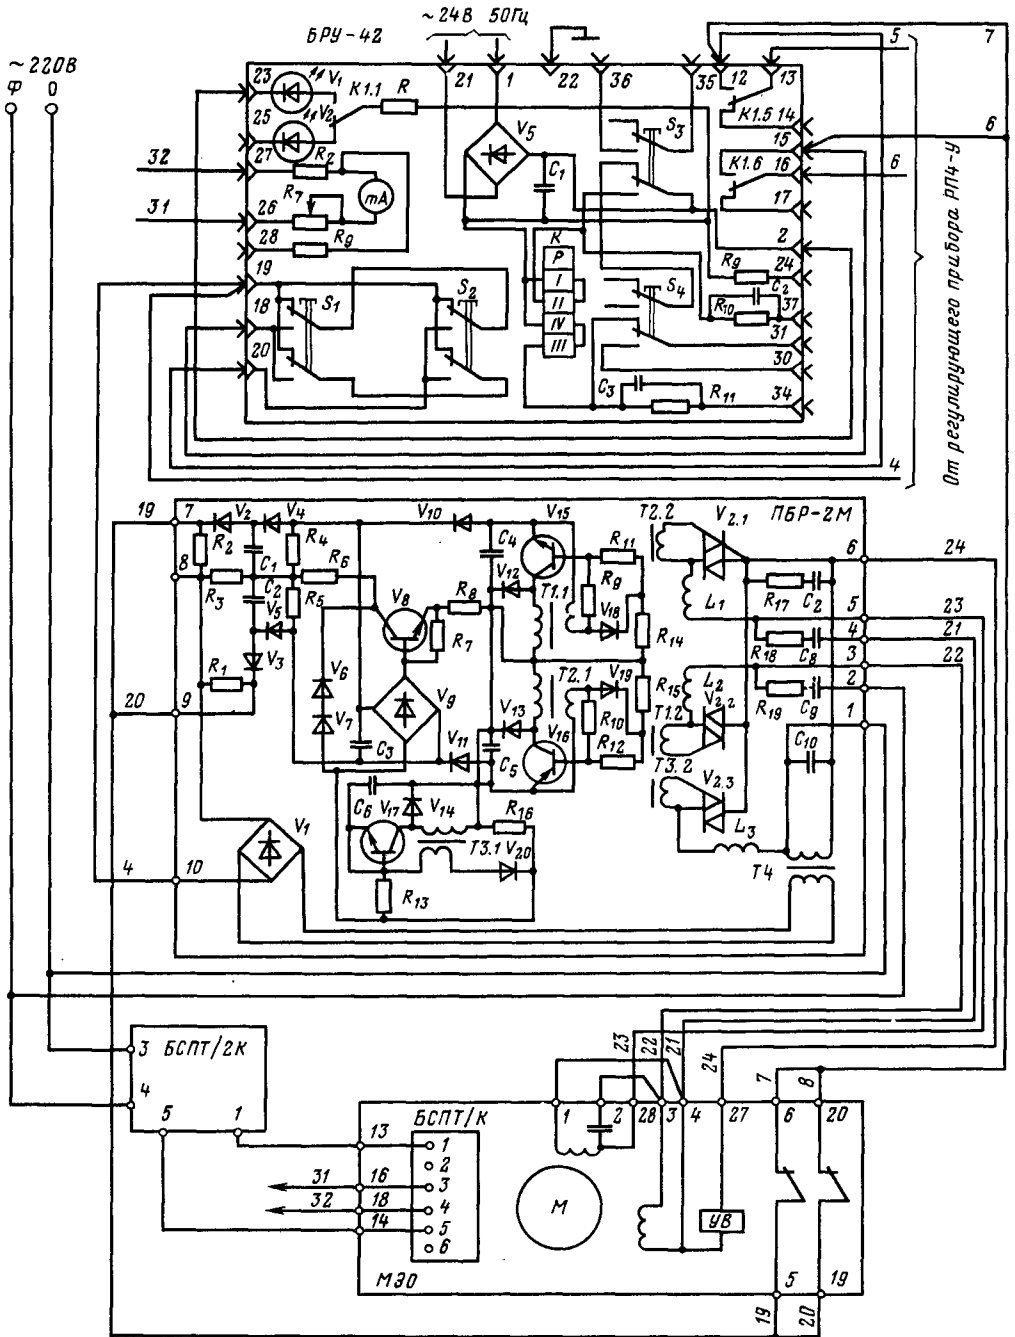 ~24В 50Гц
БРУ-42
7
5
~220В
Ф О
23 V1 К1.1 R 21 1 22 36 35 12 13
25 V2 V5 S3 К1.5 14
27 R2 C1 15 6
32 mA К1.6 16 6
31 26 R7 17
28 R9 К 2
19 P R9 24
18 S1 S2 I S4 C2
20 II R10 37
IV 31
III 30
C3 R11 34
4
От регулирующего прибора РП4-У
19 7 V2 V4 V10 V15 T2.2 V2.1 ПБР-2М
8 R2 C1 R4 R6 C4 R11 6 24
R3 C2 V8 R8 V12 T1.1 R9 L1 R17 C2 5 23
V5 R5 R7 V18 R14 4 21
R1 V3 V6 T2.1 V19 L2 R18 C8 3 22
20 9 V7 V9 V13 R10 R15 V2.2 R19 C9 2
C3 V11 C5 V16 R12 T1.2 C10 1
C6 V17 V14 R16 T3.2 V2.3
V1 T3.1 V20 L3
4 10 R13 T4
3 БСПТ/2К
4
5 1
23 22 21 24 7 8
БСПТ/К 1 2 28 3 4 27 6 20
13 1
2
31 16 3
32 18 4
14 5
6
М
УВ
МЭО
5 19
19 20